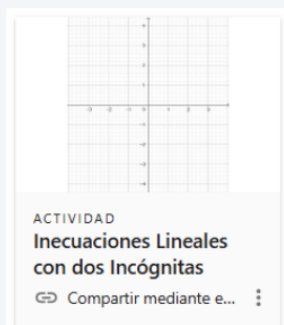 ACTIVIDAD
Inecuaciones Lineales
con dos Incógnitas
Compartir mediante e...